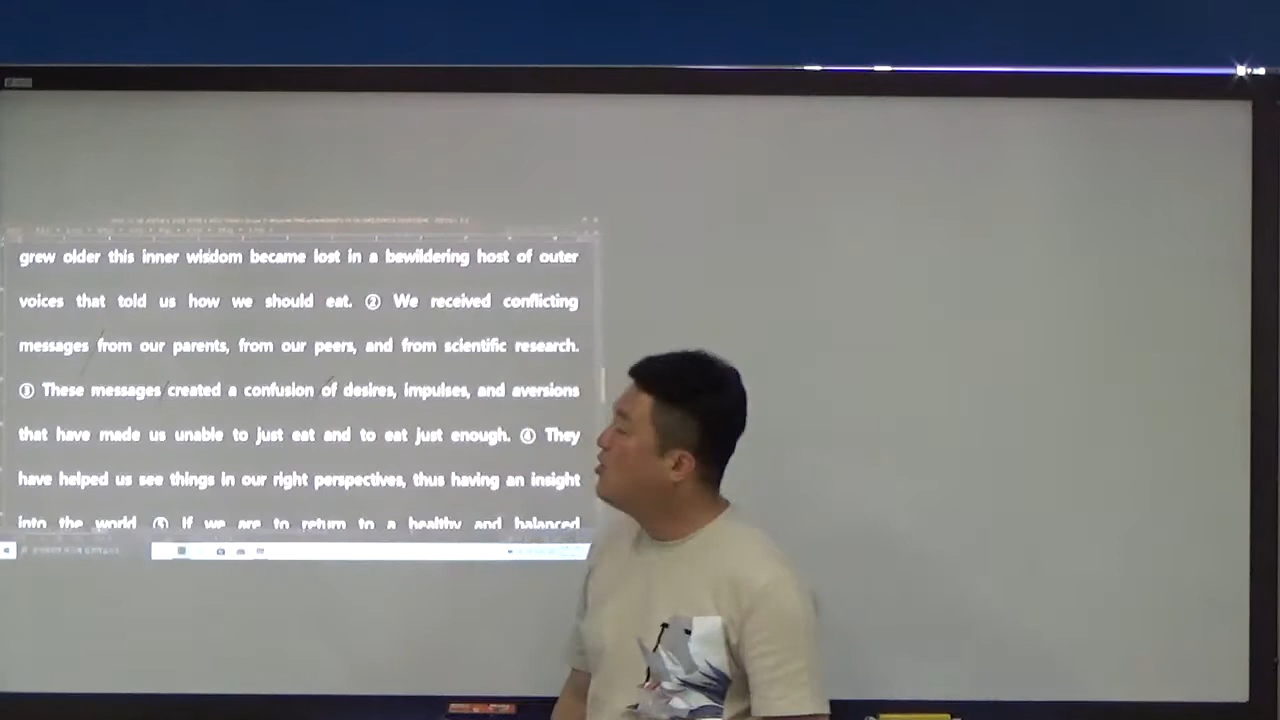 grew older this inner wisdom became lost in a bewildering host of outer
voices that told us how we should eat. ② We received conflicting
messages from our parents, from our peers, and from scientific research.
③ These messages created a confusion of desires, impulses, and aversions
that have made us unable to just eat and to eat just enough. ④ They
have helped us see things in our right perspectives, thus having an insight
into the world. ⑤ If we are to return to a healthy and balanced